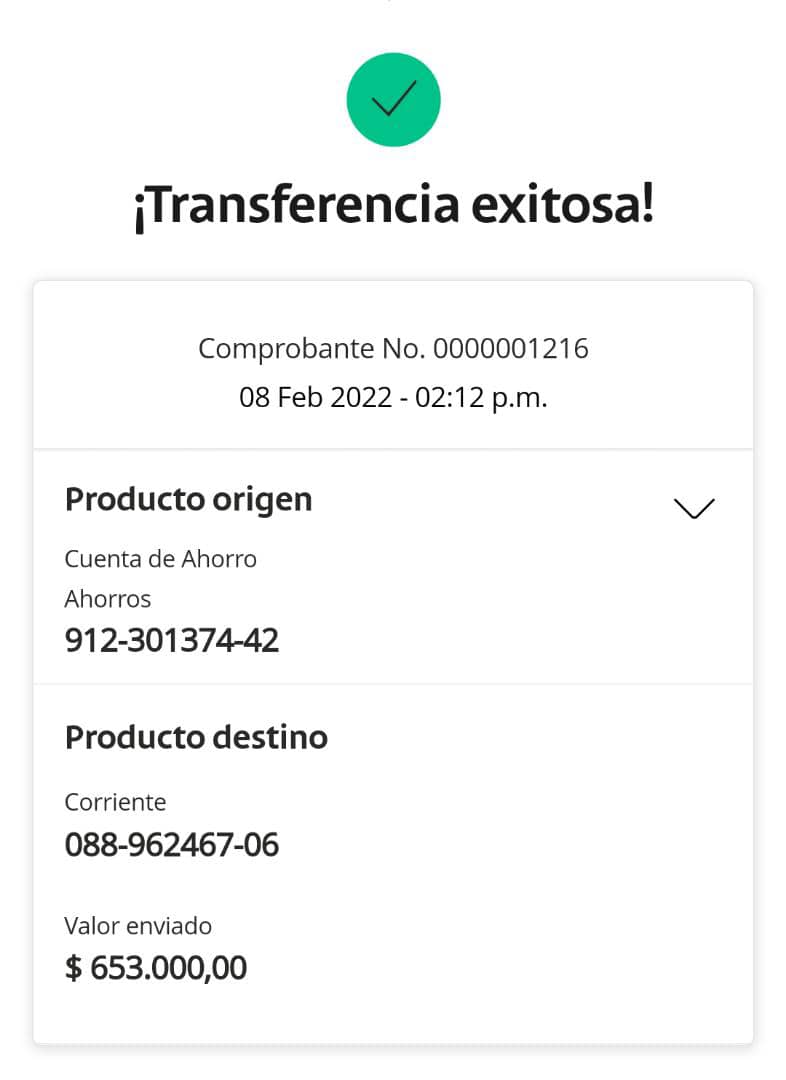 ¡Transferencia exitosa!
Comprobante No. 0000001216
08 Feb 2022 - 02:12 p.m.
Producto origen
Cuenta de Ahorro
Ahorros
912-301374-42
Producto destino
Corriente
088-962467-06
Valor enviado
$ 653.000,00